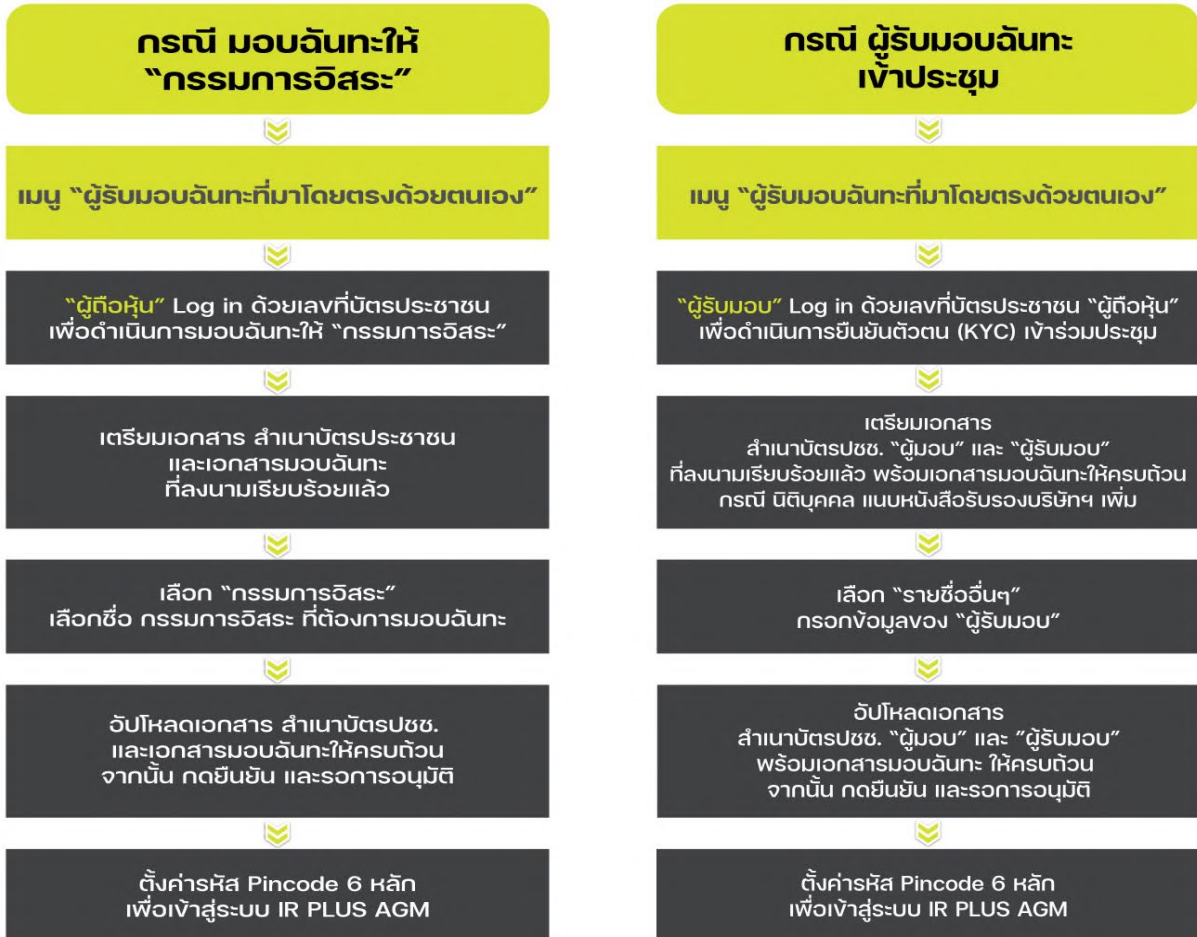 กรณี มอบฉันทะให้
“กรรมการอิสระ”
เมนู “ผู้รับมอบฉันทะที่มาโดยตรงด้วยตนเอง”
“ผู้ถือหุ้น” Log in ด้วยเลขที่บัตรประชาชน
เพื่อดำเนินการมอบฉันทะให้ “กรรมการอิสระ”
เตรียมเอกสาร สำเนาบัตรประชาชน
และเอกสารมอบฉันทะ
ที่ลงนามเรียบร้อยแล้ว
เลือก “กรรมการอิสระ”
เลือกชื่อ กรรมการอิสระ ที่ต้องการมอบฉันทะ
อัปโหลดเอกสาร สำเนาบัตรปชช.
และเอกสารมอบฉันทะให้ครบถ้วน
จากนั้น กดยืนยัน และรอการอนุมัติ
ตั้งค่ารหัส Pincode 6 หลัก
เพื่อเข้าสู่ระบบ IR PLUS AGM
กรณี ผู้รับมอบฉันทะ
เข้าประชุม
เมนู “ผู้รับมอบฉันทะที่มาโดยตรงด้วยตนเอง”
“ผู้รับมอบ” Log in ด้วยเลขที่บัตรประชาชน “ผู้ถือหุ้น”
เพื่อดำเนินการยืนยันตัวตน (KYC) เข้าร่วมประชุม
เตรียมเอกสาร
สำเนาบัตรปชช. “ผู้มอบ” และ “ผู้รับมอบ”
ที่ลงนามเรียบร้อยแล้ว พร้อมเอกสารมอบฉันทะให้ครบถ้วน
กรณี นิติบุคคล แนบหนังสือรับรองบริษัทฯ เพิ่ม
เลือก “รายชื่ออื่นๆ”
กรอกข้อมูลของ “ผู้รับมอบ”
อัปโหลดเอกสาร
สำเนาบัตรปชช. “ผู้มอบ” และ ”ผู้รับมอบ”
พร้อมเอกสารมอบฉันทะ ให้ครบถ้วน
จากนั้น กดยืนยัน และรอการอนุมัติ
ตั้งค่ารหัส Pincode 6 หลัก
เพื่อเข้าสู่ระบบ IR PLUS AGM